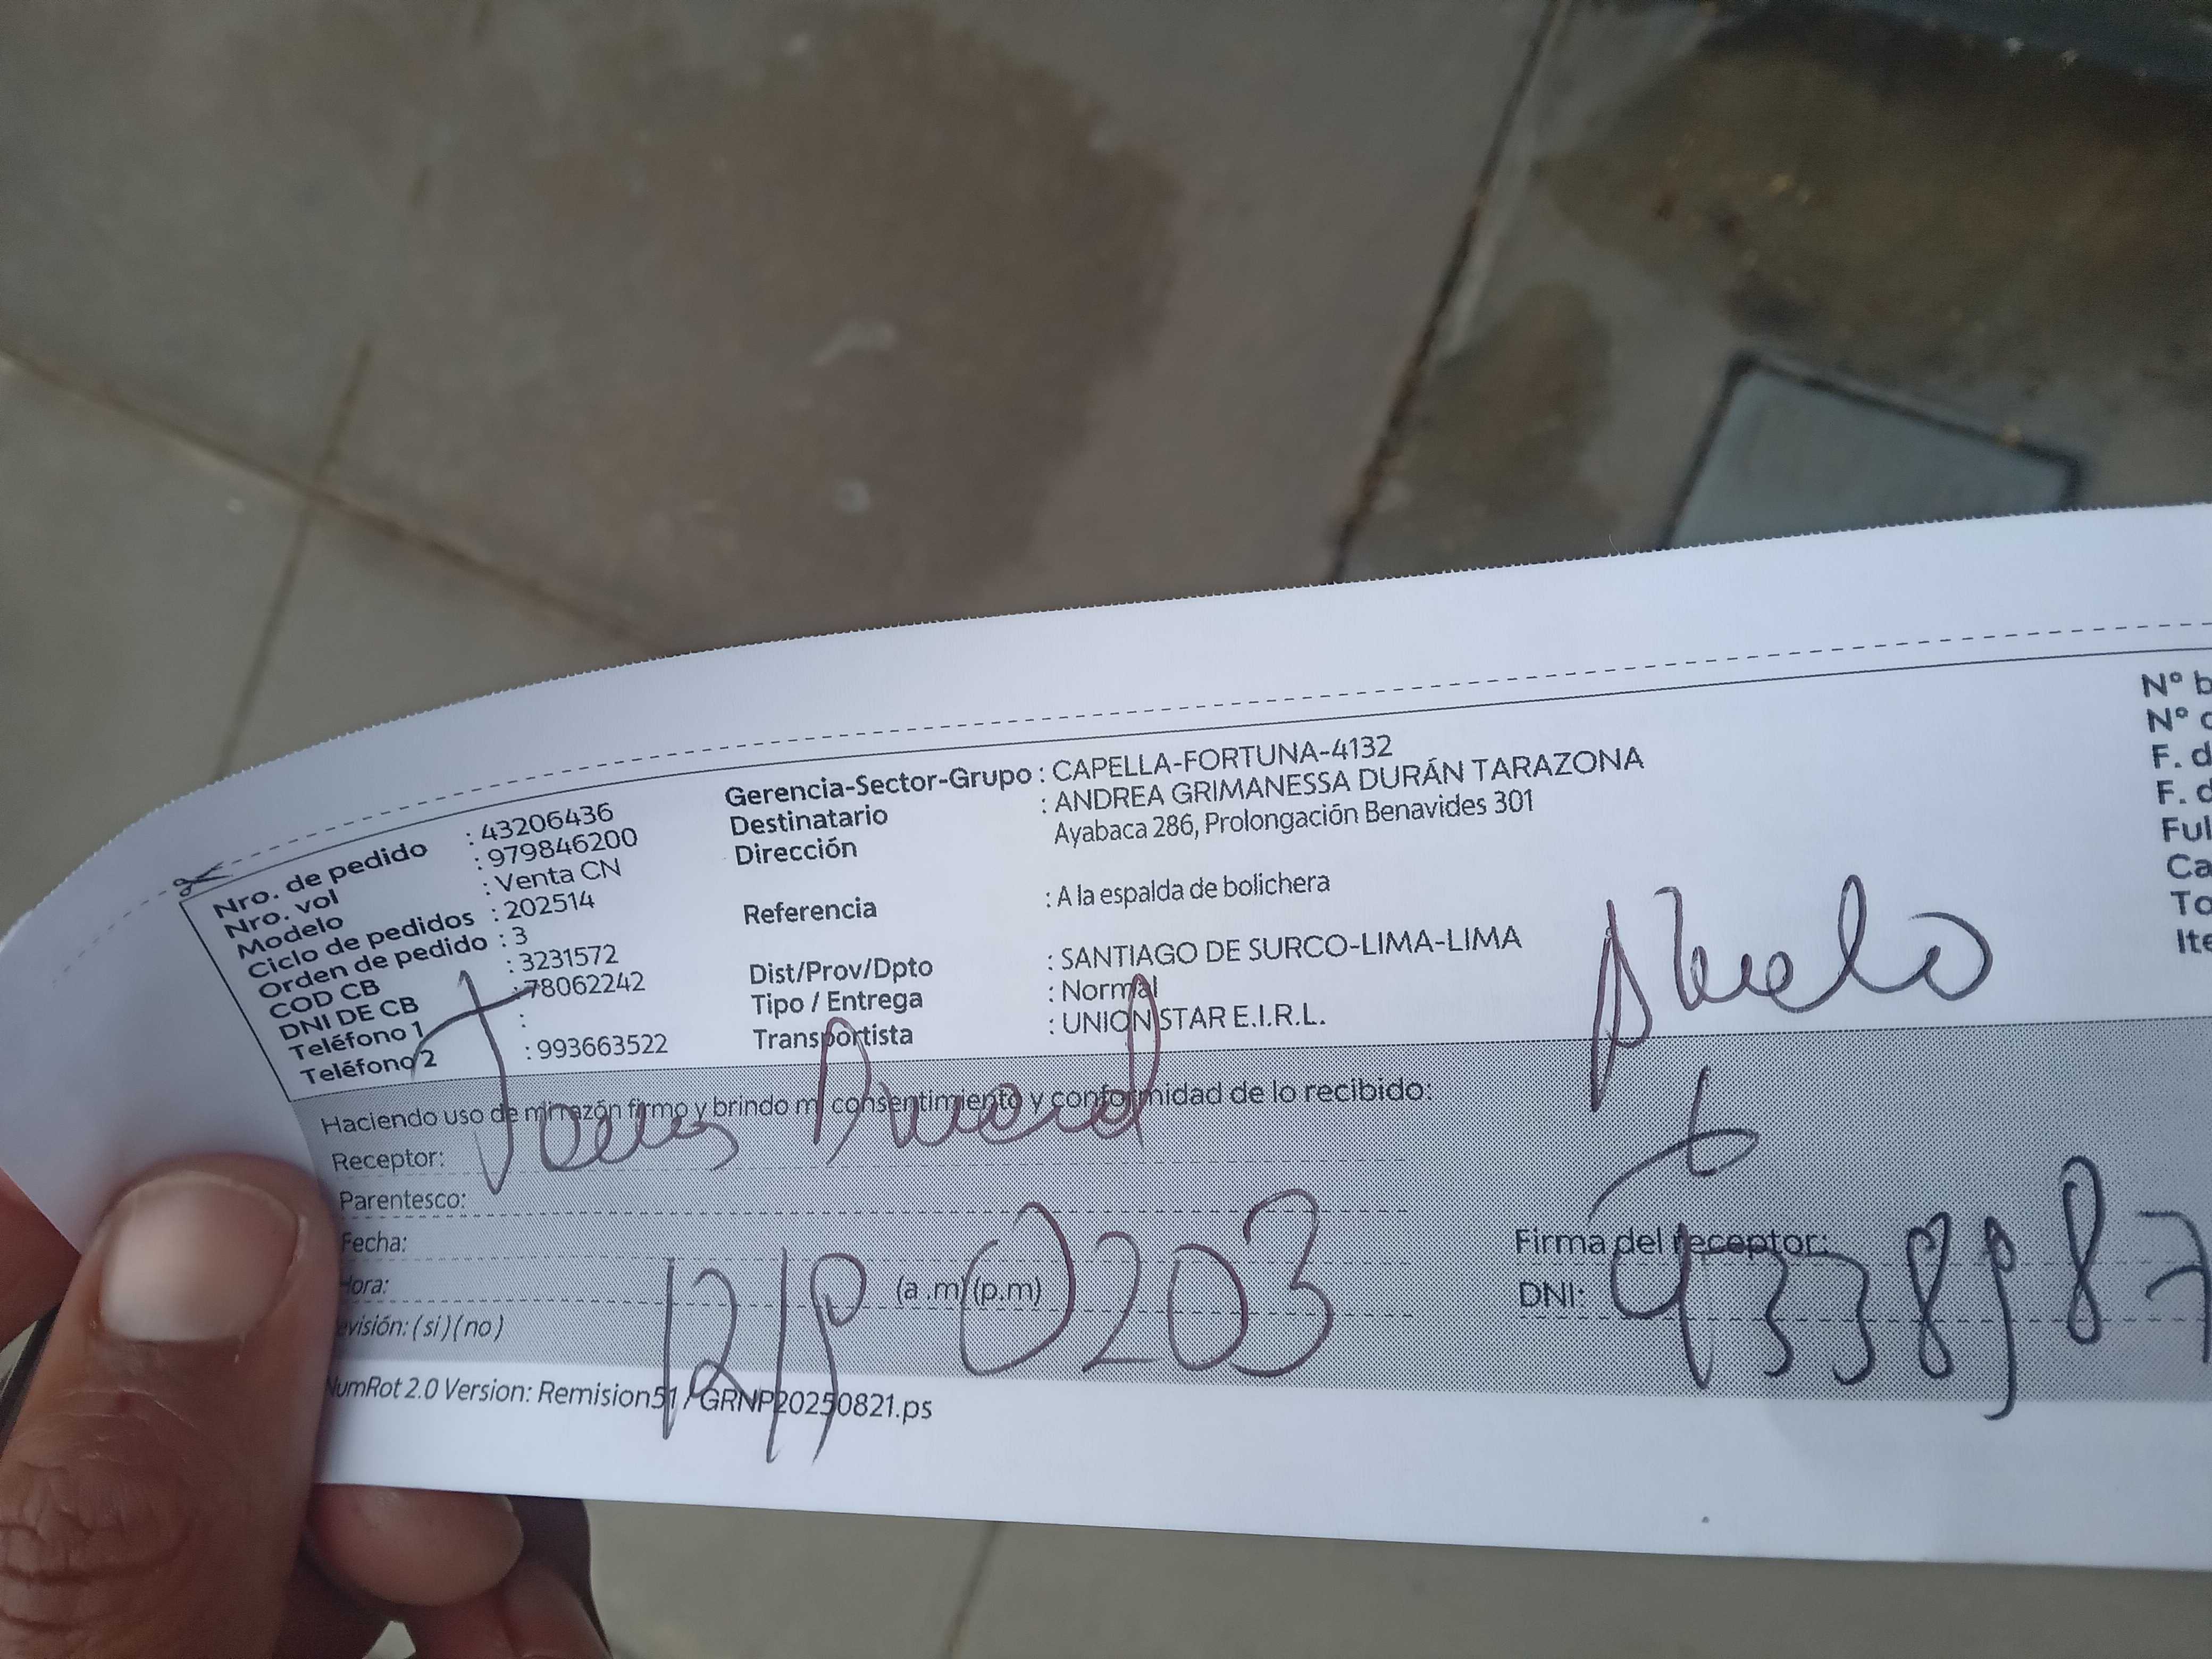 Nro. de pedido : 43206436
Nro. vol : 979846200
Modelo : Venta CN
Ciclo de pedidos : 202514
Orden de pedido : 3
COD CB : 3231572
DNI DE CB : 78062242
Teléfono 1 :
Teléfono 2 : 993663522
Gerencia-Sector-Grupo : CAPELLA-FORTUNA-4132
Destinatario : ANDREA GRIMANESSA DURÁN TARAZONA
Dirección Ayabaca 286, Prolongación Benavides 301
Referencia : A la espalda de bolichera
Dist/Prov/Dpto : SANTIAGO DE SURCO-LIMA-LIMA
Tipo / Entrega : Normal
Transportista : UNION STAR E.I.R.L.
Nº
Nº
F.
F.
Haciendo uso de mi razón firmo y brindo mi consentimiento y conformidad de lo recibido:
Receptor:
Parentesco:
Fecha:
Hora: (a .m) (p.m)
(si) (no)
0203
Firma del receptor:
DNI:
NumRot 2.0 Version: Remision51 / GRNP20250821.ps